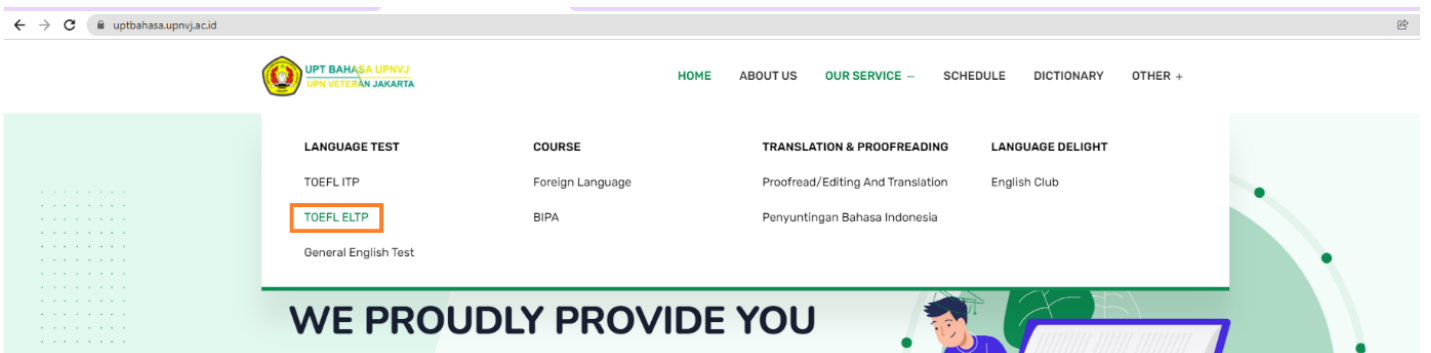 uptbahasa.upnvj.ac.id
UPT BAHASA UPNVJ
UPN VETERAN JAKARTA
HOME ABOUT US OUR SERVICE – SCHEDULE DICTIONARY OTHER +
LANGUAGE TEST COURSE TRANSLATION & PROOFREADING LANGUAGE DELIGHT
TOEFL ITP Foreign Language Proofread/Editing And Translation English Club
TOEFL ELTP BIPA Penyuntingan Bahasa Indonesia
General English Test
WE PROUDLY PROVIDE YOU